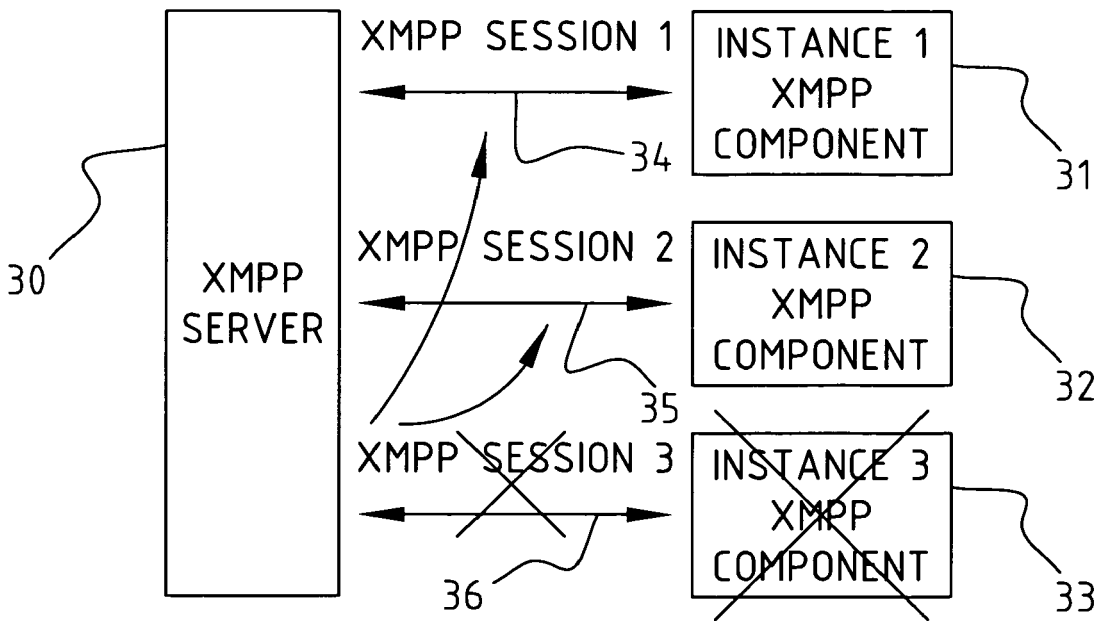 XMPP SESSION 1
INSTANCE 1
XMPP
COMPONENT
34
31
30
XMPP
SERVER
XMPP SESSION 2
INSTANCE 2
XMPP
COMPONENT
35
32
XMPP SESSION 3
INSTANCE 3
XMPP
COMPONENT
36
33